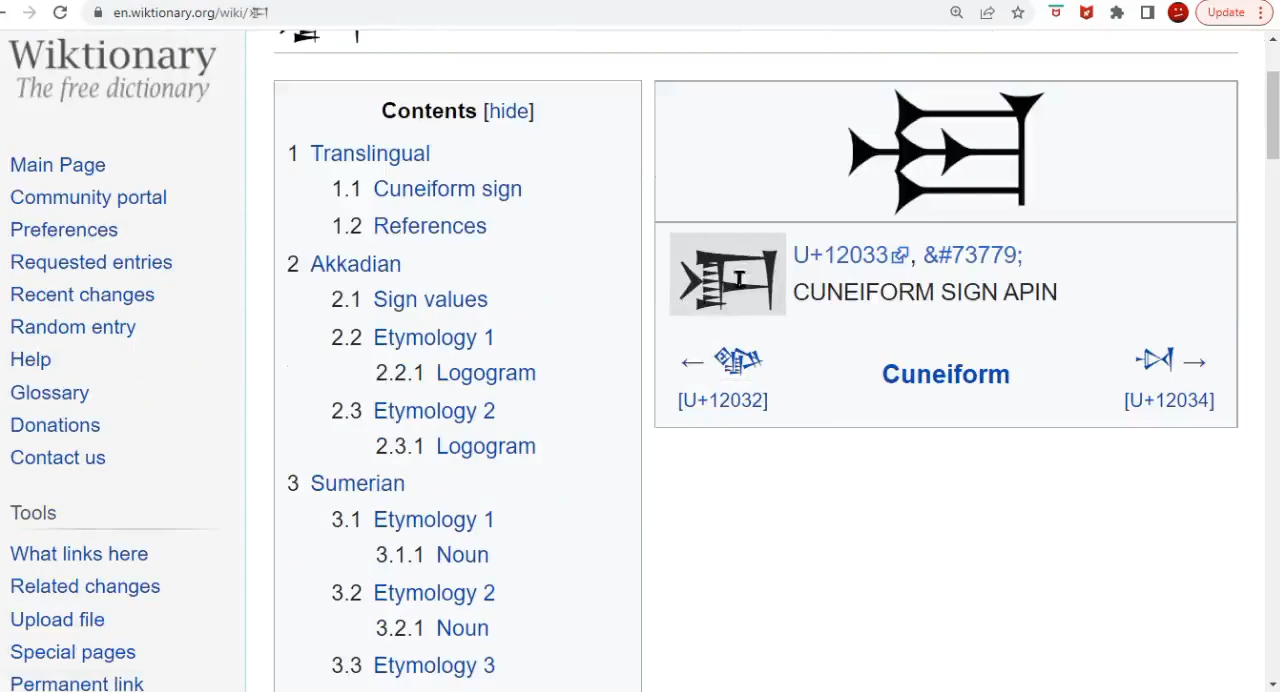 en.wiktionary.org/wiki/𒀳
Update
Wiktionary
The free dictionary
Main Page
Community portal
Preferences
Requested entries
Recent changes
Random entry
Help
Glossary
Donations
Contact us
Tools
What links here
Related changes
Upload file
Special pages
Permanent link
Contents [hide]
1 Translingual
1.1 Cuneiform sign
1.2 References
2 Akkadian
2.1 Sign values
2.2 Etymology 1
2.2.1 Logogram
2.3 Etymology 2
2.3.1 Logogram
3 Sumerian
3.1 Etymology 1
3.1.1 Noun
3.2 Etymology 2
3.2.1 Noun
3.3 Etymology 3
𒀳
U+12033, &#73779;
CUNEIFORM SIGN APIN
← 𒀲 Cuneiform 𒀴 →
[U+12032] [U+12034]